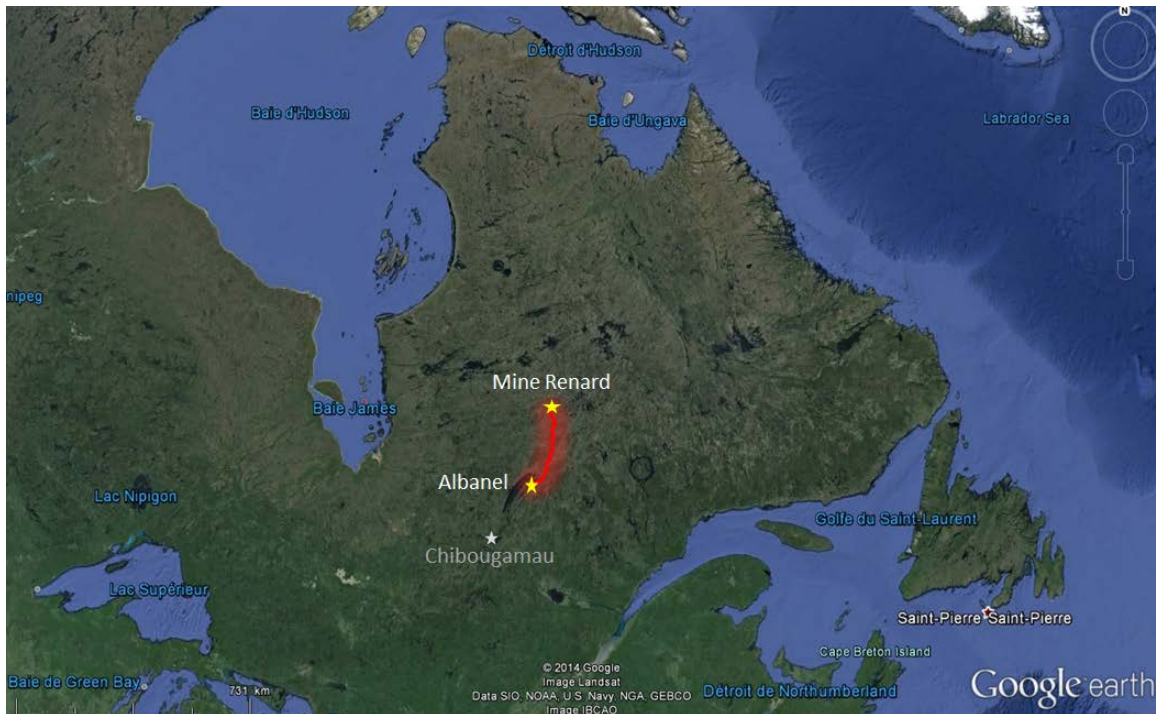 N
Détroit d'Hudson
Baie d'Hudson
Baie d'Ungava
Labrador Sea
nipeg
Mine Renard
Baie James
Albanel
Lac Nipigon
Golfe du Saint-Laurent
Chibougamau
Lac Supérieur
Saint-Pierre Saint-Pierre
Cape Breton Island
© 2014 Google
Image Landsat
Data SIO, NOAA, U.S. Navy, NGA, GEBCO
Image IBCAO
Baie de Green Bay
731 km
Détroit de Northumberland
Google earth